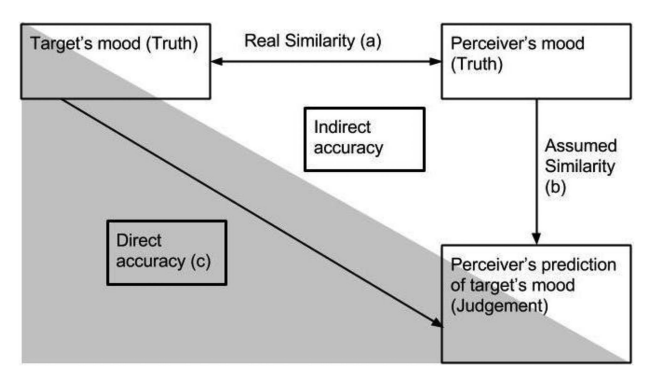 Target's mood (Truth)
Real Similarity (a)
Perceiver's mood
(Truth)
Indirect
accuracy
Assumed
Similarity
(b)
Direct
accuracy (c)
Perceiver's prediction
of target's mood
(Judgement)